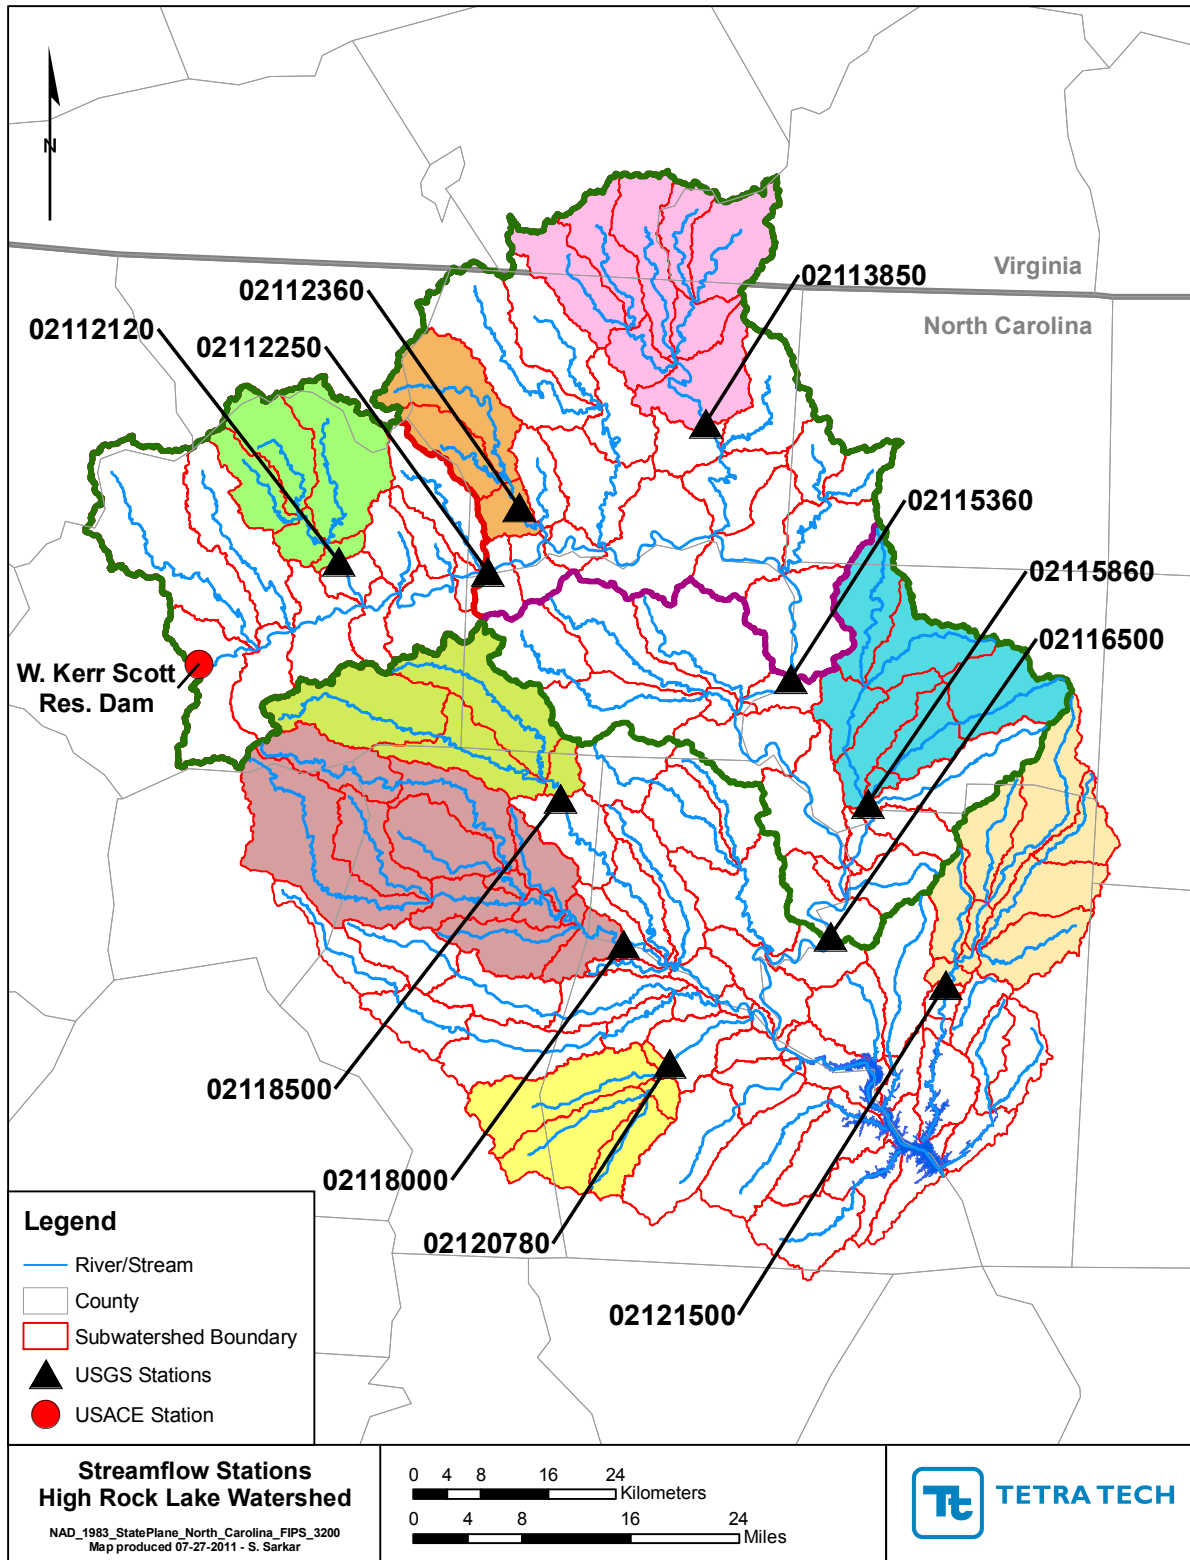 N
Virginia
North Carolina
02113850
02112360
02112120
02112250
02115360
02115860
02116500
W. Kerr Scott
Res. Dam
02118500
02118000
02120780
02121500
Legend
River/Stream
County
Subwatershed Boundary
USGS Stations
USACE Station
Streamflow Stations
High Rock Lake Watershed
NAD_1983_StatePlane_North_Carolina_FIPS_3200
Map produced 07-27-2011 - S. Sarkar
0 4 8 16 24
Kilometers
0 4 8 16 24
Miles
Tt TETRA TECH